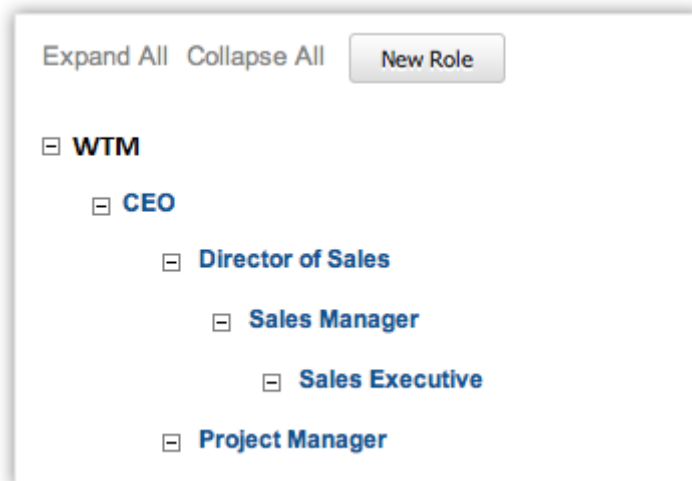 Expand All Collapse All New Role
WTM
CEO
Director of Sales
Sales Manager
Sales Executive
Project Manager